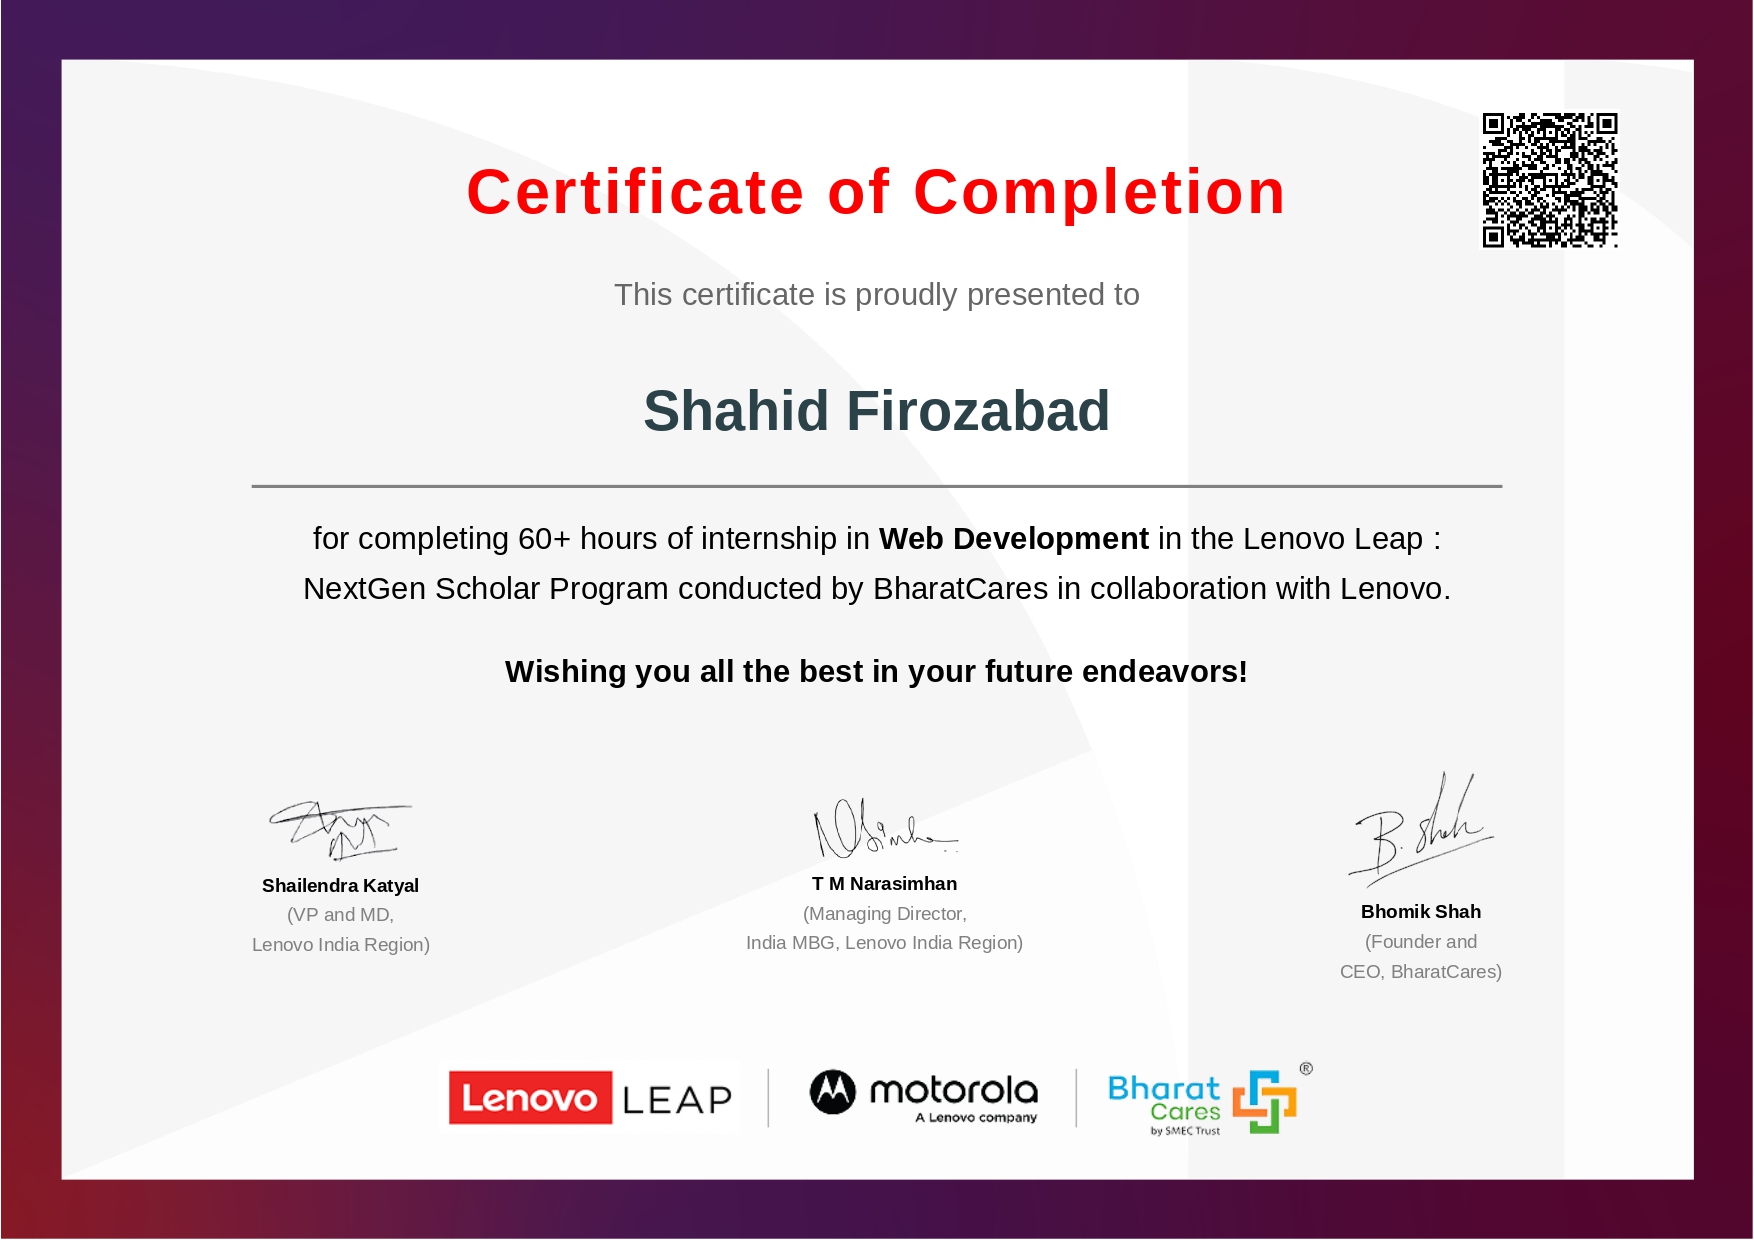 Certificate of Completion
This certificate is proudly presented to
Shahid Firozabad
for completing 60+ hours of internship in Web Development in the Lenovo Leap :
NextGen Scholar Program conducted by BharatCares in collaboration with Lenovo.
Wishing you all the best in your future endeavors!
B. Shah
Shailendra Katyal
(VP and MD,
Lenovo India Region)
T M Narasimhan
(Managing Director,
India MBG, Lenovo India Region)
Bhomik Shah
(Founder and
CEO, BharatCares)
Lenovo LEAP
motorola
A Lenovo company
Bharat
Cares
by SMEC Trust
®